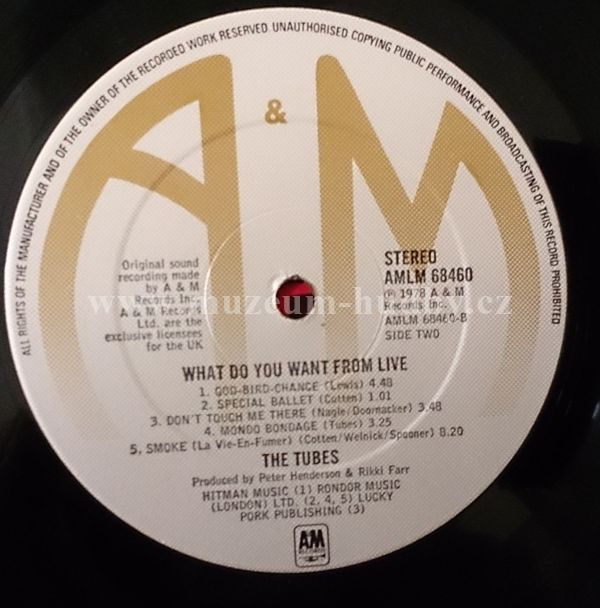 ALL RIGHTS OF THE MANUFACTURER AND OF THE OWNER OF THE RECORDED WORK RESERVED. UNAUTHORISED COPYING PUBLIC PERFORMANCE AND BROADCASTING OF THIS RECORD PROHIBITED
A & M
Original sound
recording made
by A & M
Records Inc.
A & M Records
Ltd. are the
exclusive licensees
for the UK
STEREO
AMLM 68460
℗ 1978 A & M
Records Inc.
AMLM 68460-B
SIDE TWO
www.muzeum-hudby.cz
WHAT DO YOU WANT FROM LIVE
1. GOD-BIRD-CHANGE (Lewis) 4.48
2. SPECIAL BALLET (Cotten) 1.01
3. DON'T TOUCH ME THERE (Nagle/Doornacker) 3.48
4. MONDO BONDAGE (Tubes) 3.25
5. SMOKE (La Vie-En-Fumer) (Cotten/Welnick/Spooner) 8.20
THE TUBES
Produced by Peter Henderson & Rikki Farr
HITMAN MUSIC (1) RONDOR MUSIC
(LONDON) LTD. (2, 4, 5) LUCKY
PORK PUBLISHING (3)
AM
RECORDS